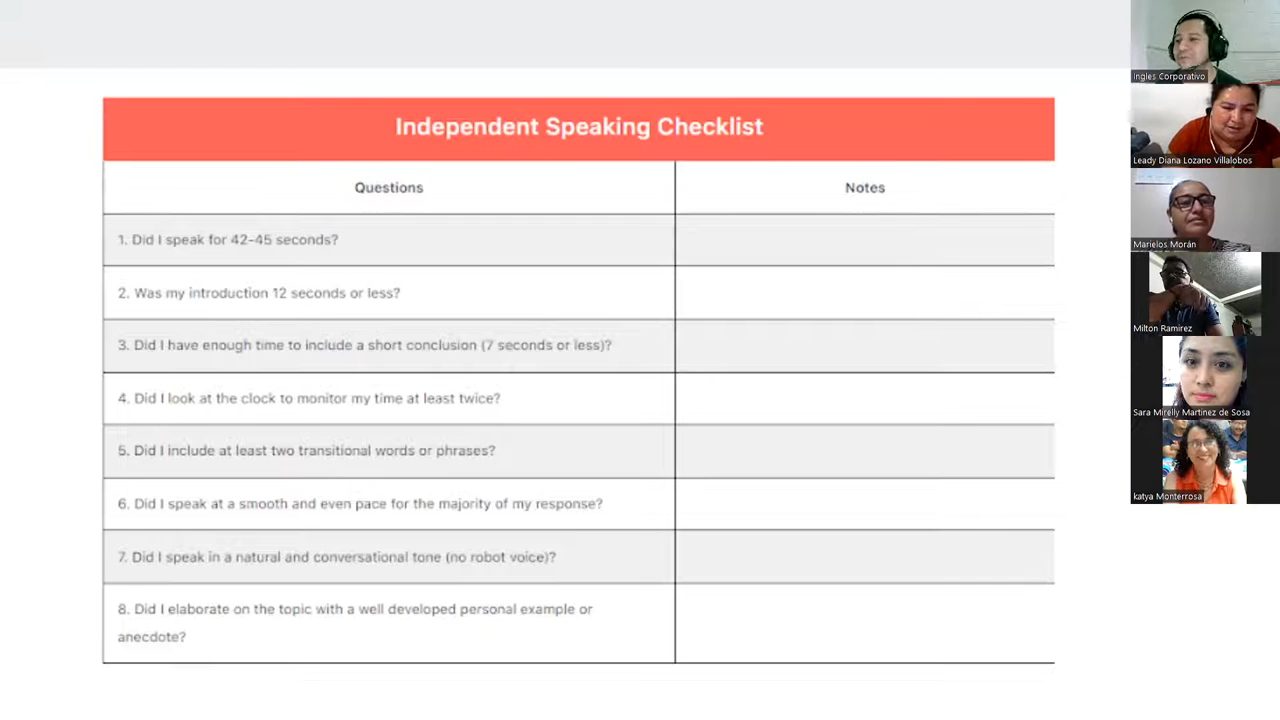 Independent Speaking Checklist
Questions
Notes
1. Did I speak for 42-45 seconds?
2. Was my introduction 12 seconds or less?
3. Did I have enough time to include a short conclusion (7 seconds or less)?
4. Did I look at the clock to monitor my time at least twice?
5. Did I include at least two transitional words or phrases?
6. Did I speak at a smooth and even pace for the majority of my response?
7. Did I speak in a natural and conversational tone (no robot voice)?
8. Did I elaborate on the topic with a well developed personal example or
anecdote?
Ingles Corporativo
Leady Diana Lozano Villalobos
Marielos Morán
Milton Ramirez
Sara Mirelly Martinez de Sosa
katya Monterrosa